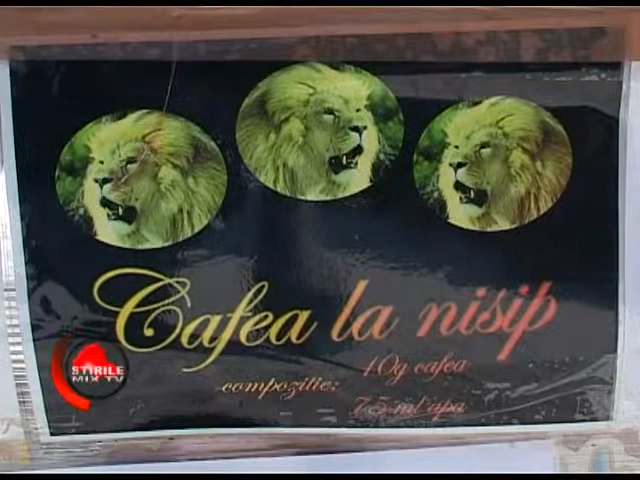 Cafea la nisip
10g cafea
compozitie:
75 ml apa
STIRILE
MIX TV